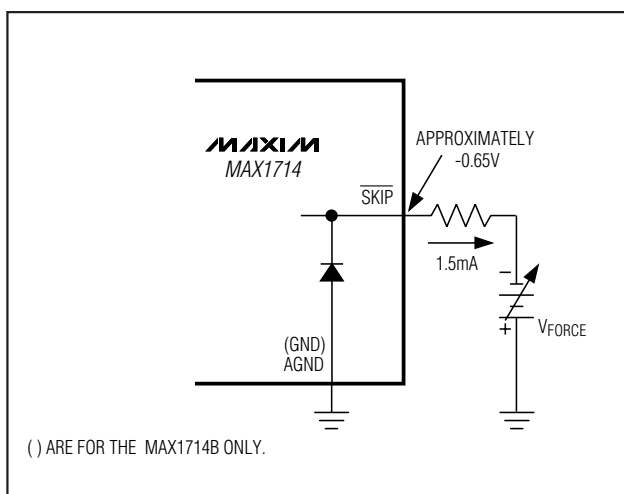 MAXIM
MAX1714
APPROXIMATELY
-0.65V
SKIP
1.5mA
-
+
VFORCE
(GND)
AGND
( ) ARE FOR THE MAX1714B ONLY.